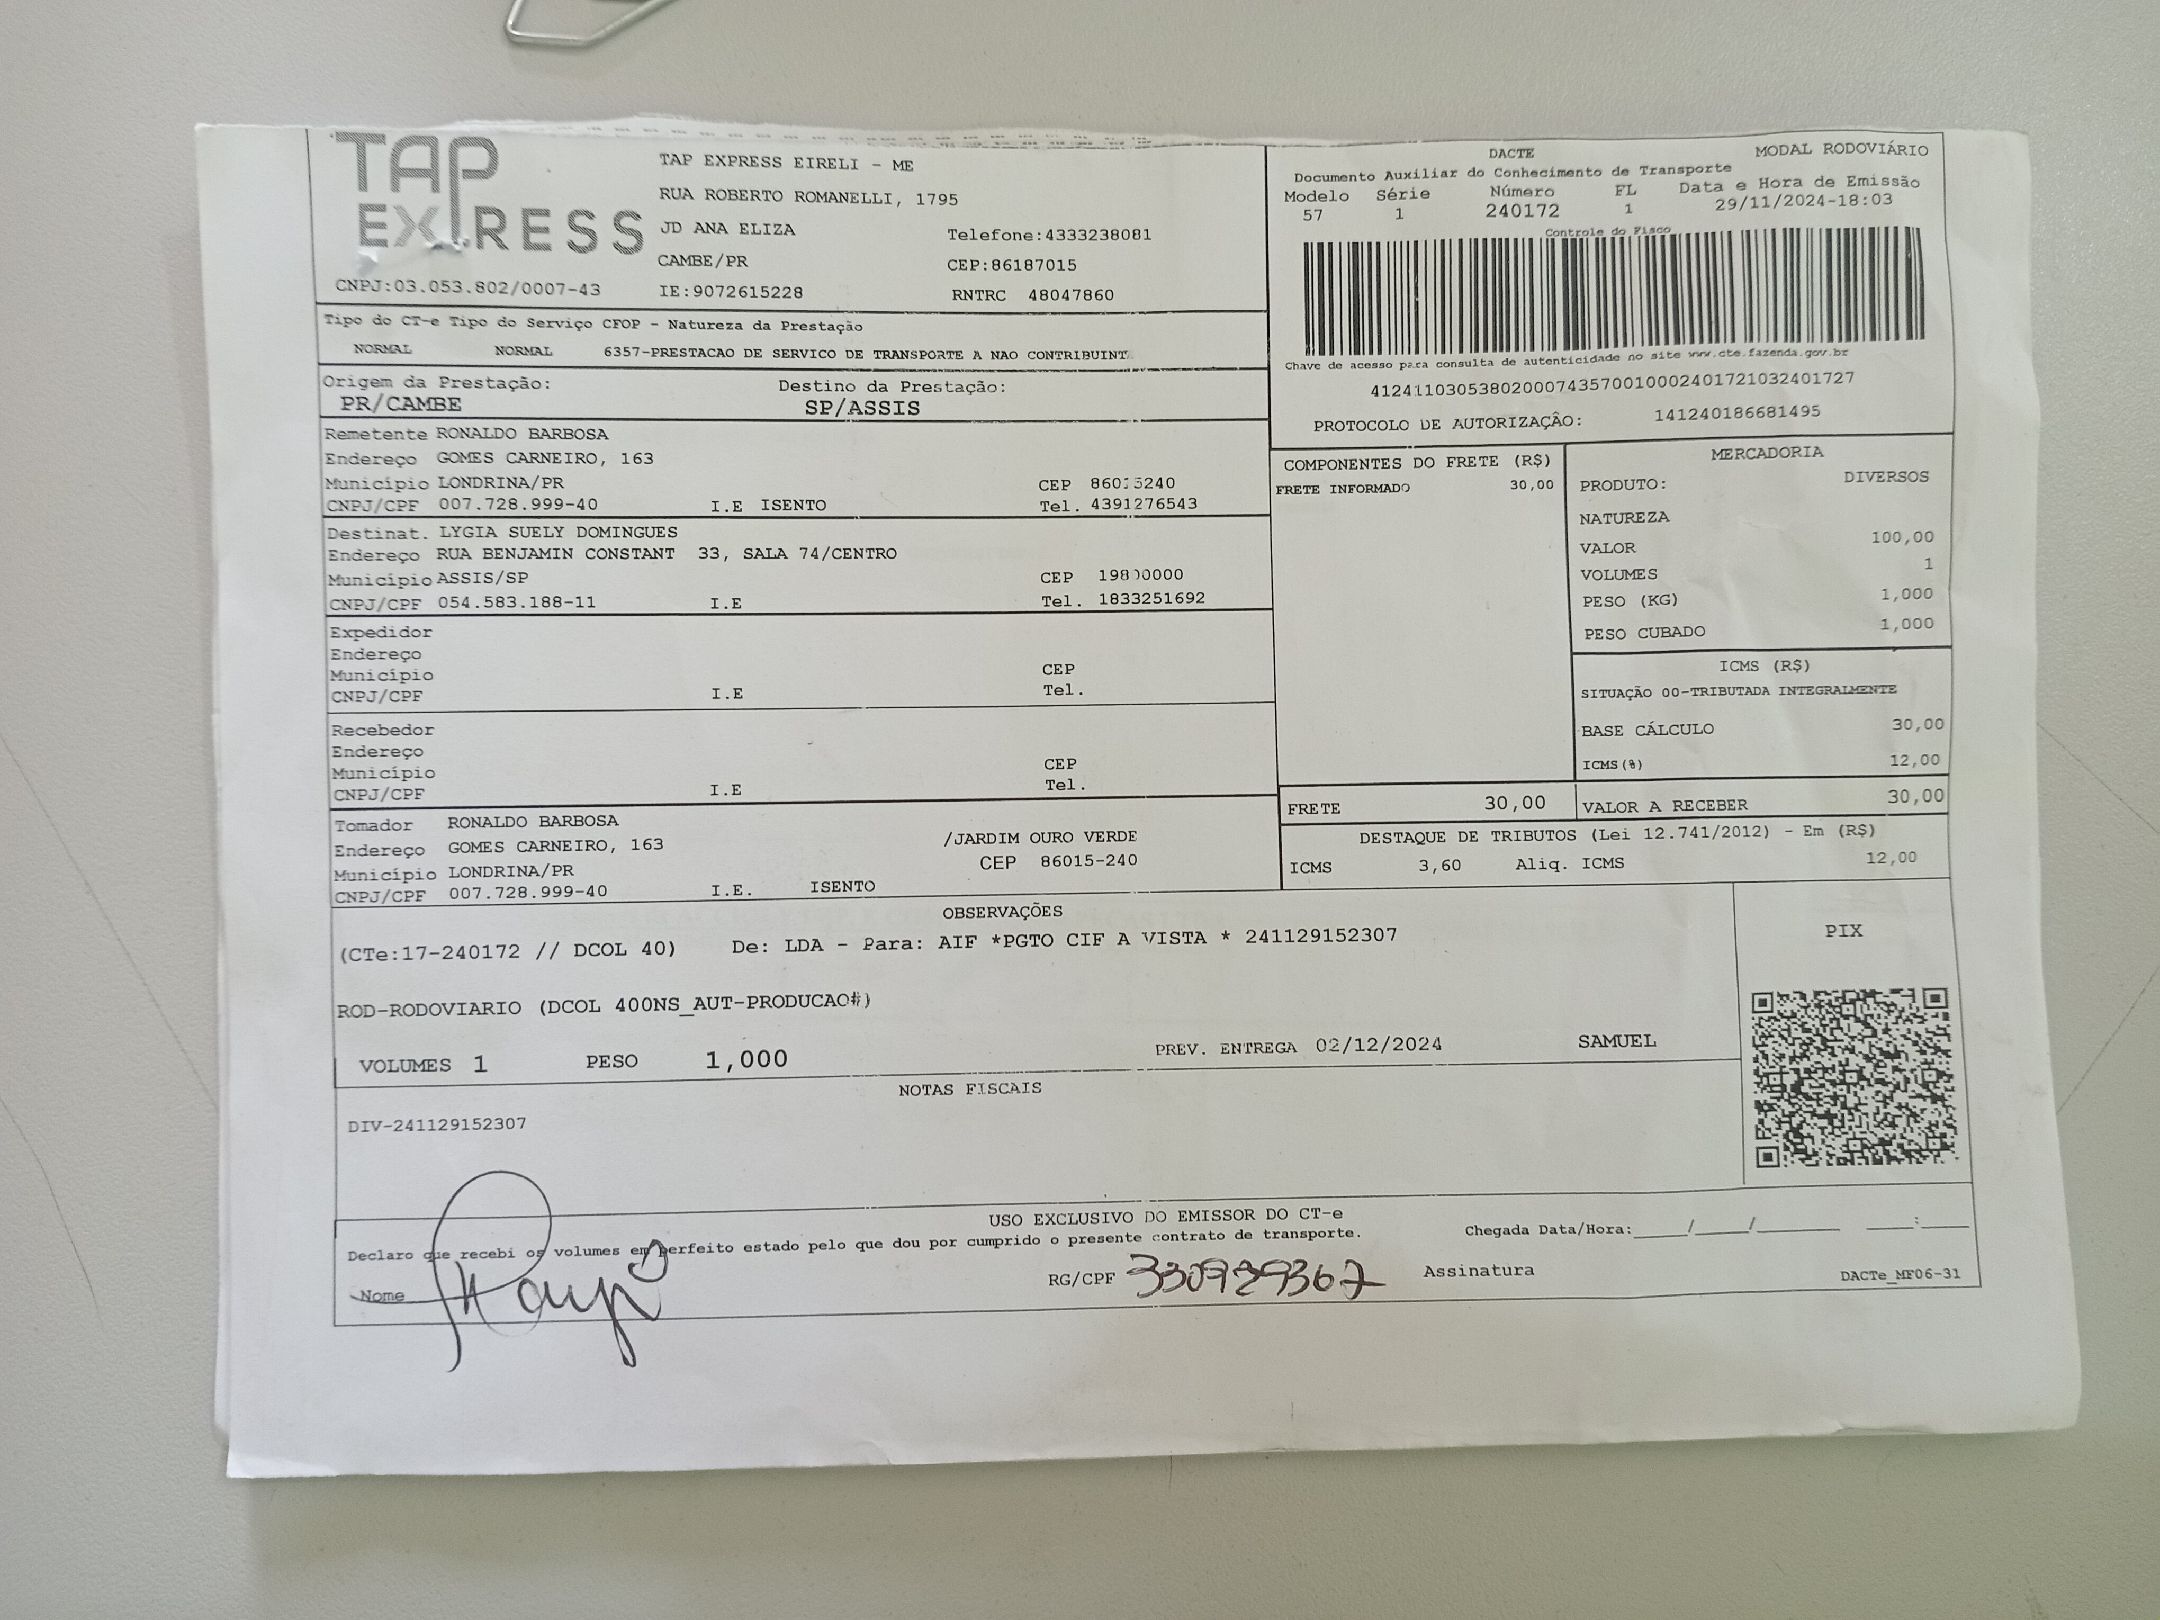 TAP
EXPRESS
CNPJ:03.053.802/0007-43
TAP EXPRESS EIRELI - ME
RUA ROBERTO ROMANELLI, 1795
JD ANA ELIZA Telefone:4333238081
CAMBE/PR CEP:86187015
IE:9072615228 RNTRC 48047860
DACTE MODAL RODOVIÁRIO
Documento Auxiliar do Conhecimento de Transporte
Modelo Série Número FL Data e Hora de Emissão
57 1 240172 1 29/11/2024-18:03
Controle do Fisco
Chave de acesso para consulta de autenticidade no site www.cte.fazenda.gov.br
41241103053802000743570010002401721032401727
PROTOCOLO DE AUTORIZAÇÃO: 141240186681495
Tipo do CT-e Tipo do Serviço CFOP - Natureza da Prestação
NORMAL NORMAL 6357-PRESTACAO DE SERVICO DE TRANSPORTE A NAO CONTRIBUINT
Origem da Prestação: Destino da Prestação:
PR/CAMBE SP/ASSIS
Remetente RONALDO BARBOSA
Endereço GOMES CARNEIRO, 163
Município LONDRINA/PR CEP 86015240
CNPJ/CPF 007.728.999-40 I.E ISENTO Tel. 4391276543
Destinat. LYGIA SUELY DOMINGUES
Endereço RUA BENJAMIN CONSTANT 33, SALA 74/CENTRO
Município ASSIS/SP CEP 19800000
CNPJ/CPF 054.583.188-11 I.E Tel. 1833251692
Expedidor
Endereço
Município CEP
CNPJ/CPF I.E Tel.
Recebedor
Endereço
Município CEP
CNPJ/CPF I.E Tel.
Tomador RONALDO BARBOSA
Endereço GOMES CARNEIRO, 163 /JARDIM OURO VERDE
Município LONDRINA/PR CEP 86015-240
CNPJ/CPF 007.728.999-40 I.E. ISENTO
COMPONENTES DO FRETE (R$)
FRETE INFORMADO 30,00
MERCADORIA
PRODUTO: DIVERSOS
NATUREZA
VALOR 100,00
VOLUMES 1
PESO (KG) 1,000
PESO CUBADO 1,000
ICMS (R$)
SITUAÇÃO 00-TRIBUTADA INTEGRALMENTE
BASE CÁLCULO 30,00
ICMS(%) 12,00
FRETE 30,00 VALOR A RECEBER 30,00
DESTAQUE DE TRIBUTOS (Lei 12.741/2012) - Em (R$)
ICMS 3,60 Aliq. ICMS 12,00
OBSERVAÇÕES
(CTe:17-240172 // DCOL 40) De: LDA - Para: AIF *PGTO CIF A VISTA * 241129152307
ROD-RODOVIARIO (DCOL 400NS_AUT-PRODUCAO#)
VOLUMES 1 PESO 1,000 PREV. ENTREGA 02/12/2024 SAMUEL
PIX
NOTAS FISCAIS
DIV-241129152307
USO EXCLUSIVO DO EMISSOR DO CT-e
Declaro que recebi os volumes em perfeito estado pelo que dou por cumprido o presente contrato de transporte.
Chegada Data/Hora:_____/_____/________ ____:____
Nome RG/CPF 330929367 Assinatura
DACTe_MF06-31